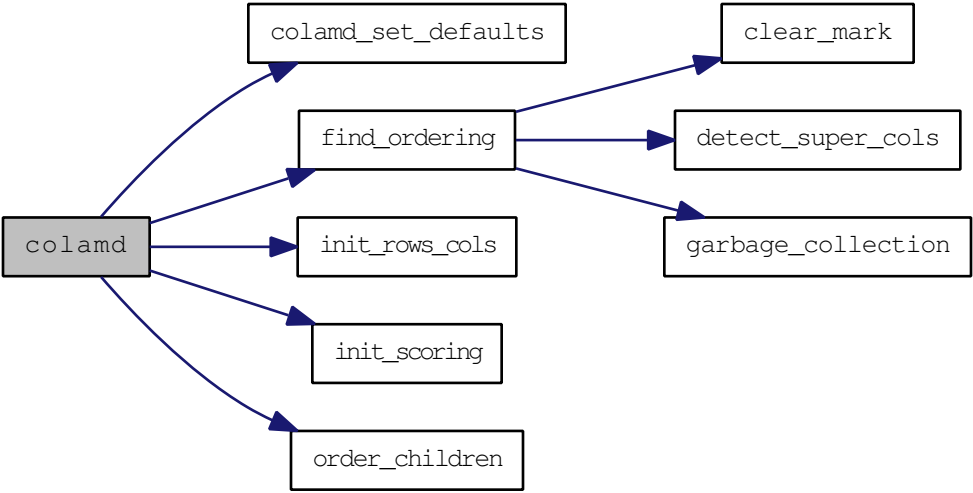 colamd_set_defaults
clear_mark
find_ordering
detect_super_cols
colamd
init_rows_cols
garbage_collection
init_scoring
order_children